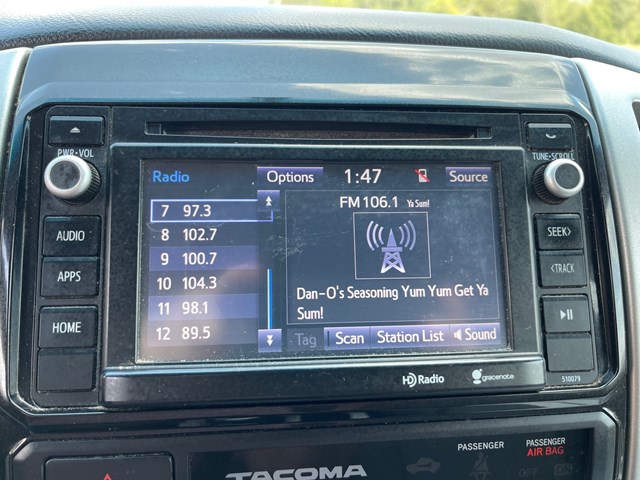 PWR•VOL
TUNE•SCROLL
Radio
Options
1:47
Source
FM 106.1 Ya Sum!
7 97.3
8 102.7
9 100.7
10 104.3
11 98.1
12 89.5
Dan-O's Seasoning Yum Yum Get Ya
Sum!
Tag
Scan
Station List
Sound
AUDIO
APPS
HOME
SEEK>
<TRACK
HD Radio
gracenote
510079
TACOMA
PASSENGER
PASSENGER
AIR BAG
OFF
ON